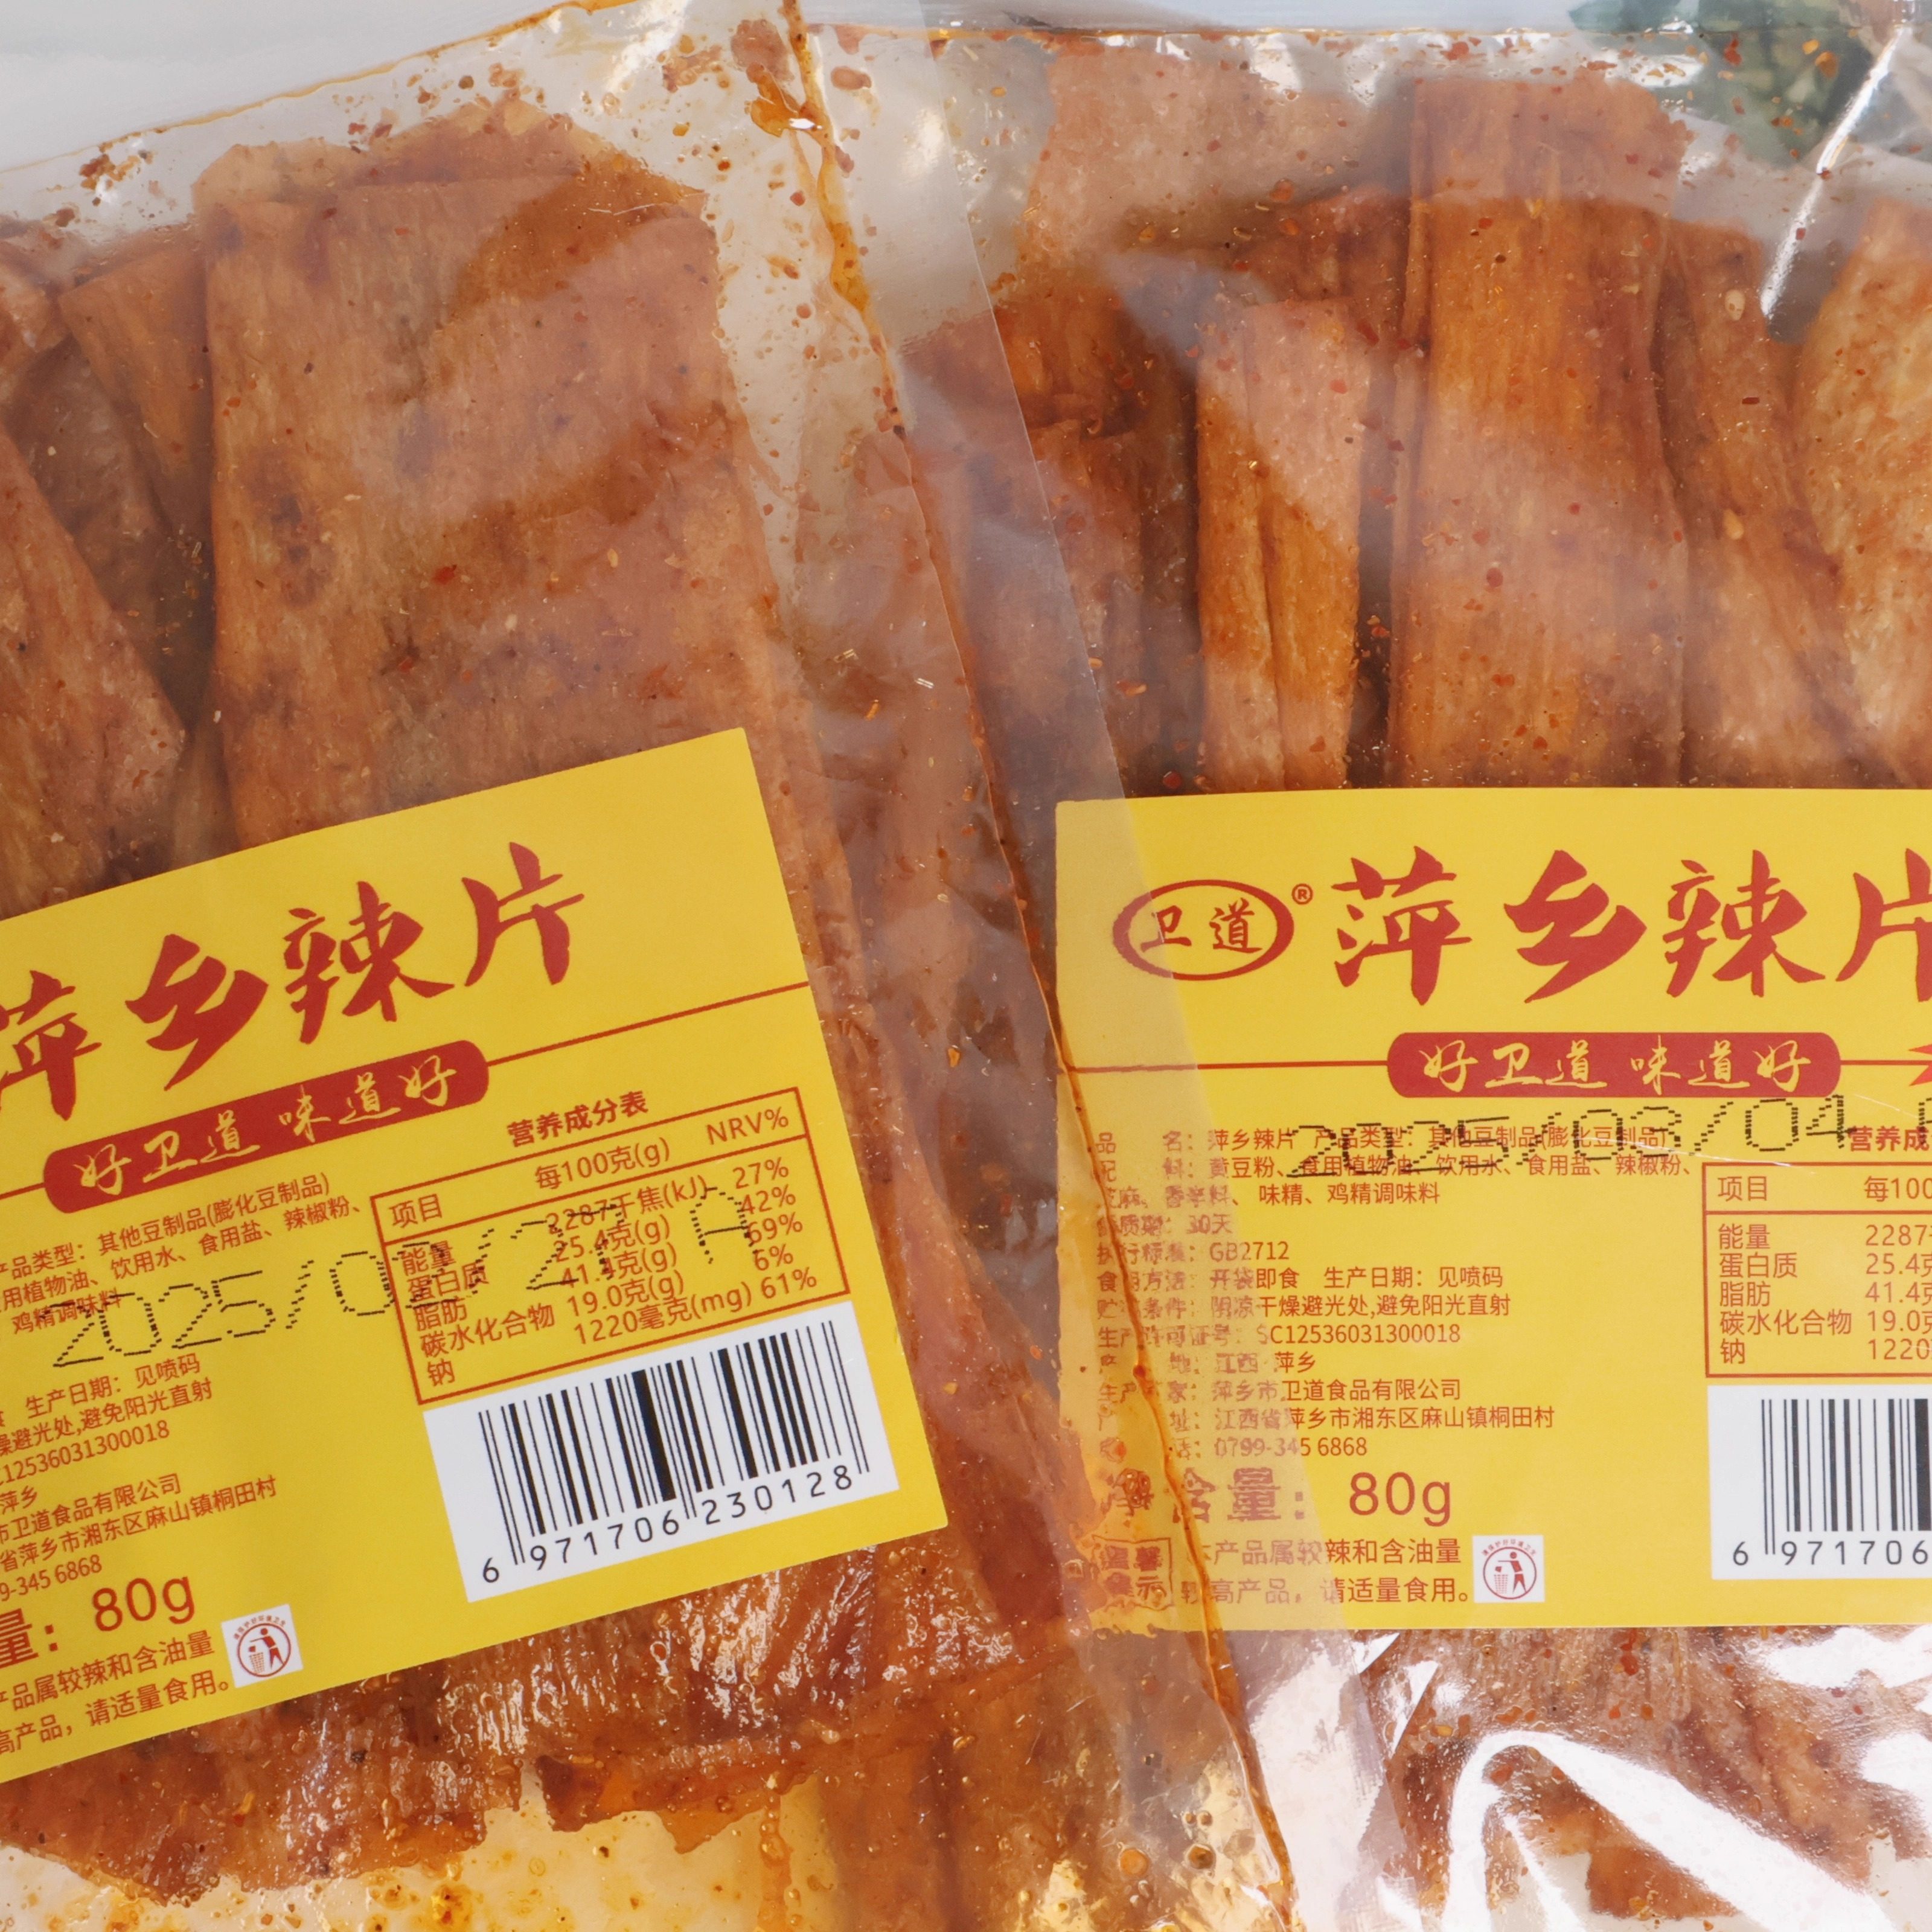 萍乡辣片
好卫道 味道好
产品类型：其他豆制品(膨化豆制品)
用植物油、饮用水、食用盐、辣椒粉、
鸡精调味料
2025/0
生产日期：见喷码
燥避光处,避免阳光直射
12536031300018
萍乡
市卫道食品有限公司
省萍乡市湘东区麻山镇桐田村
9-345 6868
量：80g
产品属较辣和含油量
高产品，请适量食用。
营养成分表
项目 每100克(g) NRV%
能量 2287千焦(kJ) 27%
蛋白质 25.4克(g) 42%
脂肪 41.4克(g) 69%
碳水化合物 19.0克(g) 6%
钠 1220毫克(mg) 61%
6 971706 230128
卫道®
萍乡辣片
好卫道 味道好
2025/03/04
品 名：萍乡辣片 产品类型：其他豆制品(膨化豆制品)
配 料：黄豆粉、食用植物油、饮用水、食用盐、辣椒粉、
芝麻、香辛料、味精、鸡精调味料
保质期：30天
执行标准：GB2712
食用方法：开袋即食 生产日期：见喷码
贮藏条件：阴凉干燥避光处,避免阳光直射
生产许可证号：SC12536031300018
产 地：江西 萍乡
生产厂家：萍乡市卫道食品有限公司
厂 址：江西省萍乡市湘东区麻山镇桐田村
电 话：0799-345 6868
净含量：80g
温馨
提示
本产品属较辣和含油量
较高产品，请适量食用。
营养成
项目 每100
能量 2287
蛋白质 25.4克
脂肪 41.4克
碳水化合物 19.0克
钠 1220
6 971706